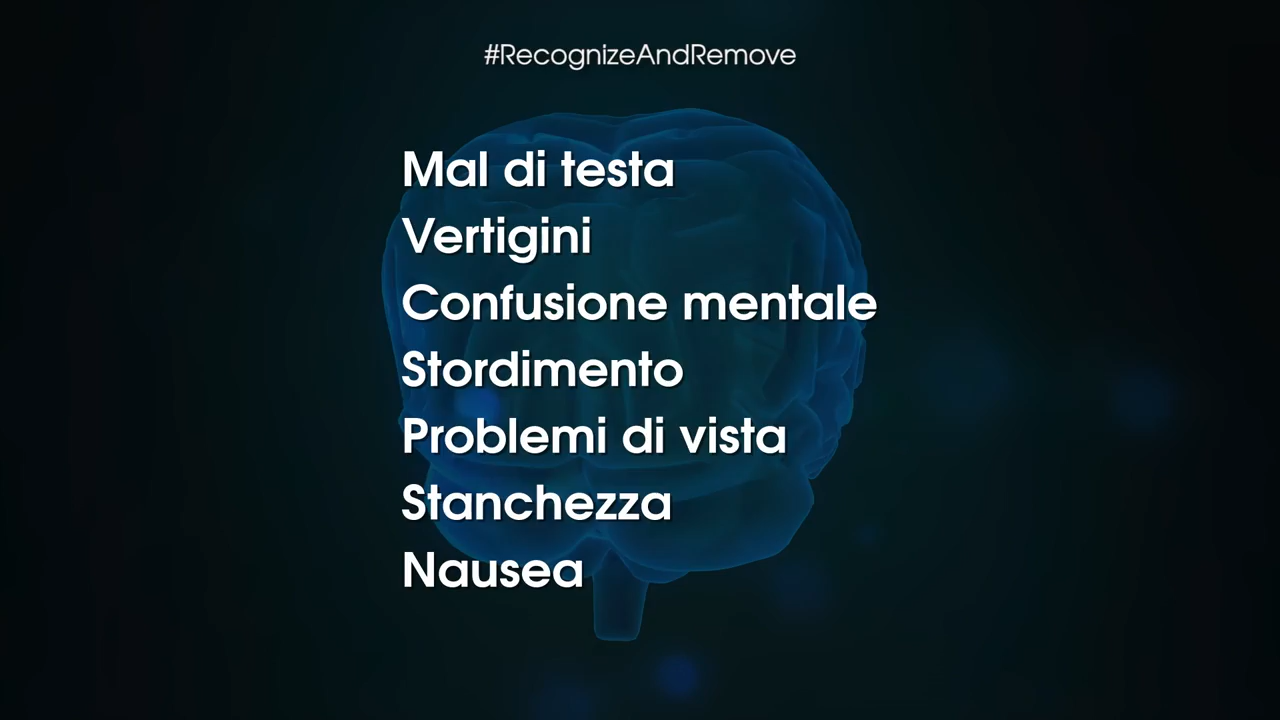 #RecognizeAndRemove
Mal di testa
Vertigini
Confusione mentale
Stordimento
Problemi di vista
Stanchezza
Nausea